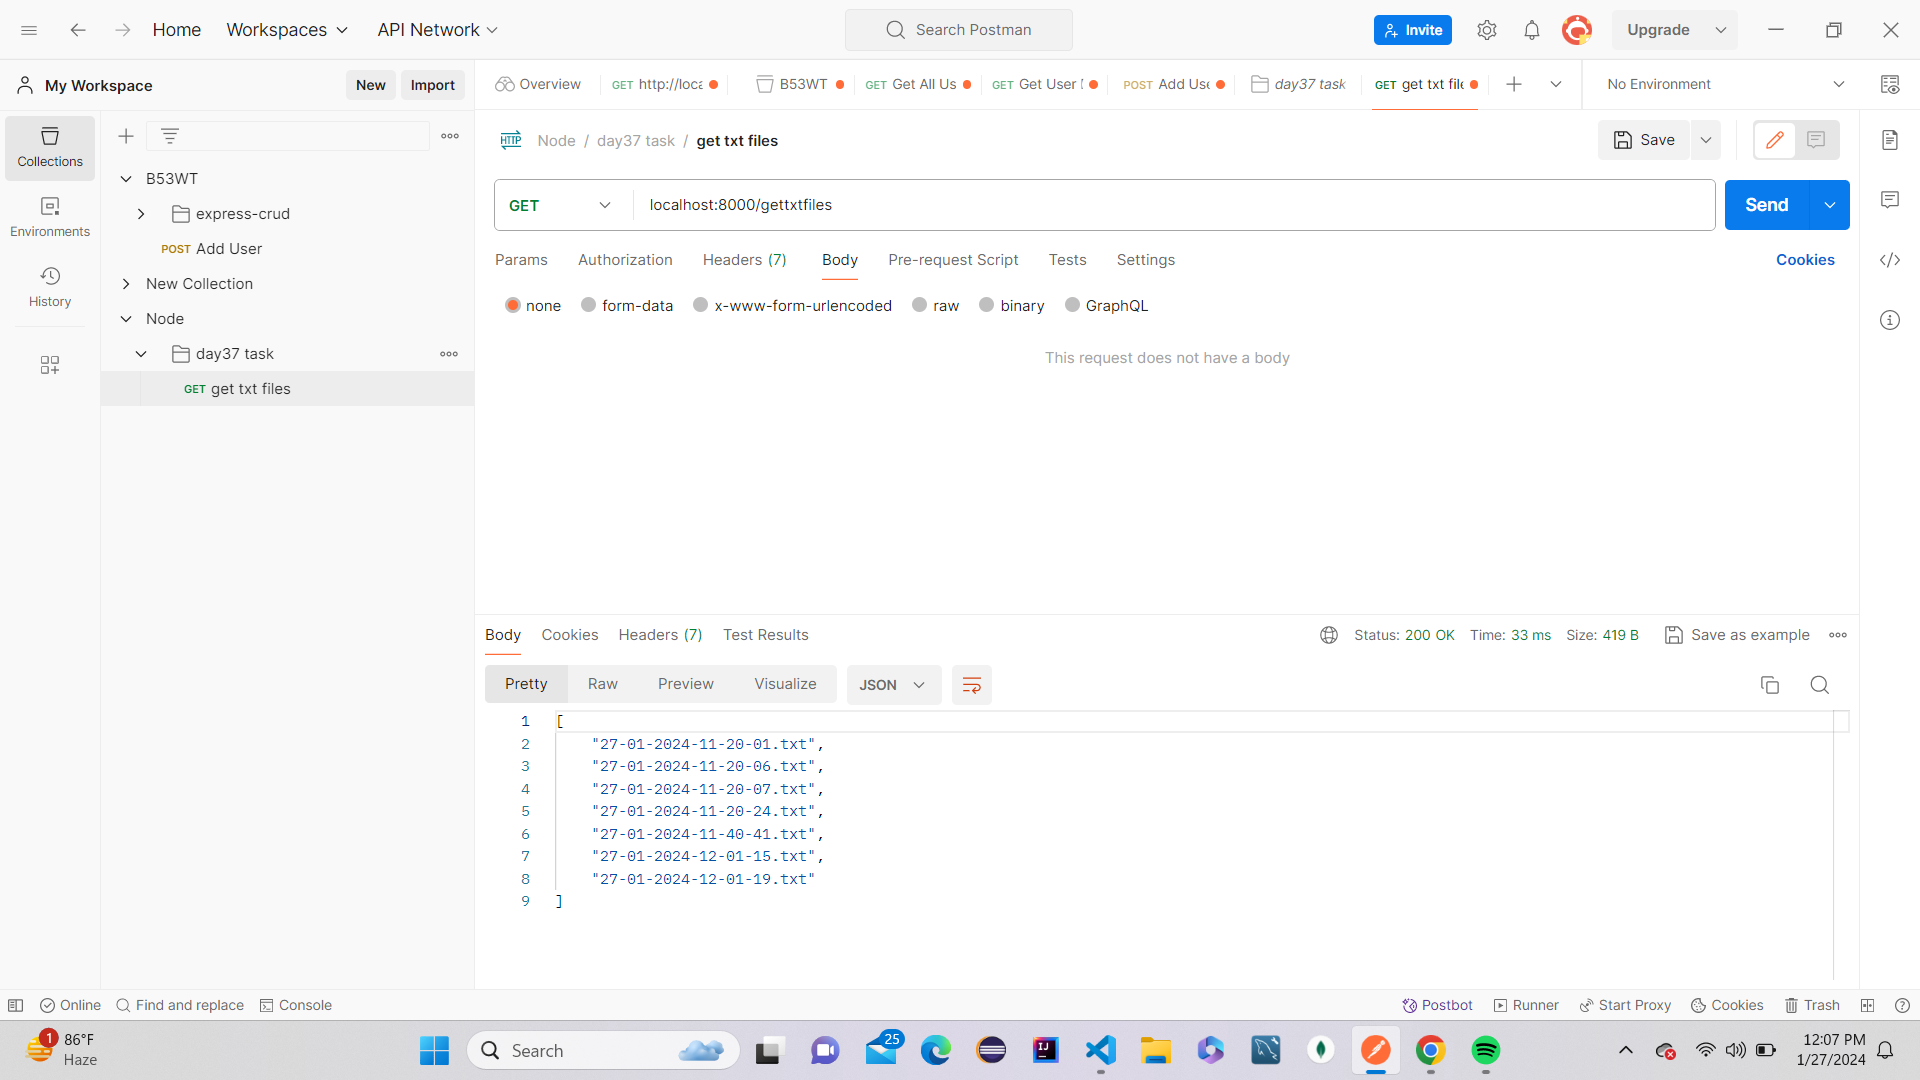 Home Workspaces API Network Search Postman Invite Upgrade
My Workspace New Import Overview GET http://loca B53WT GET Get All Us GET Get User POST Add Use day37 task GET get txt file No Environment
HTTP Node / day37 task / get txt files Save
Collections
B53WT
GET localhost:8000/gettxtfiles Send
express-crud
Environments
POST Add User
Params Authorization Headers (7) Body Pre-request Script Tests Settings Cookies
New Collection
History
none form-data x-www-form-urlencoded raw binary GraphQL
Node
day37 task
This request does not have a body
GET get txt files
Body Cookies Headers (7) Test Results Status: 200 OK Time: 33 ms Size: 419 B Save as example
Pretty Raw Preview Visualize JSON
1 [
2 "27-01-2024-11-20-01.txt",
3 "27-01-2024-11-20-06.txt",
4 "27-01-2024-11-20-07.txt",
5 "27-01-2024-11-20-24.txt",
6 "27-01-2024-11-40-41.txt",
7 "27-01-2024-12-01-15.txt",
8 "27-01-2024-12-01-19.txt"
9 ]
Online Find and replace Console Postbot Runner Start Proxy Cookies Trash
1 86°F Search 25 12:07 PM
Haze 1/27/2024